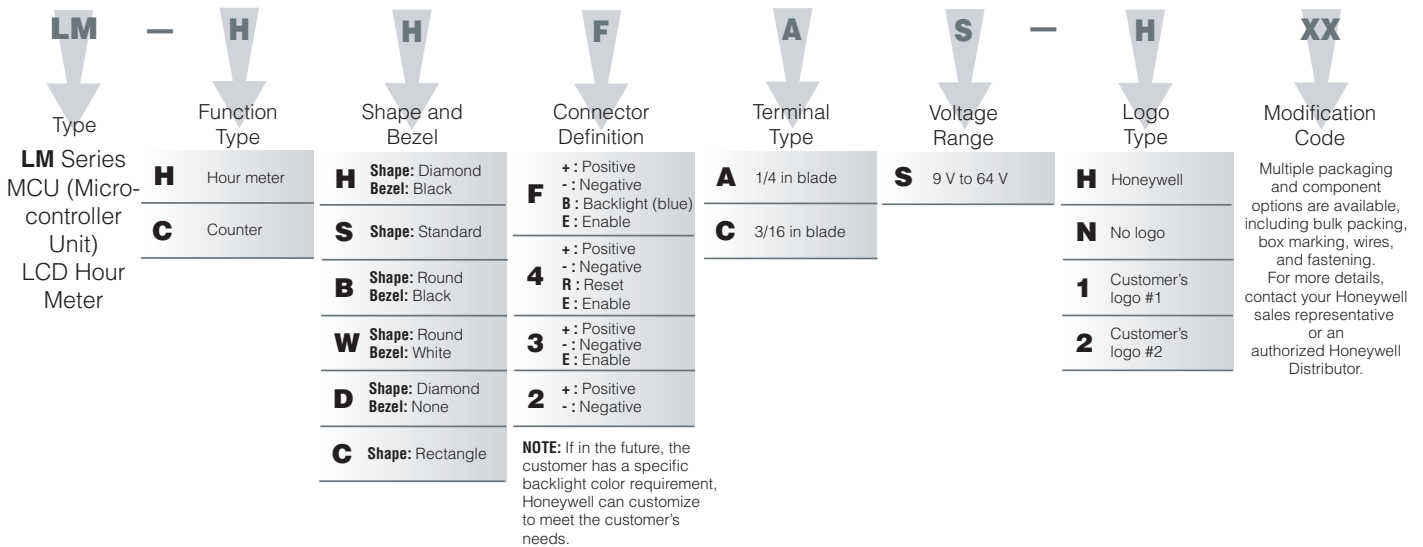 LM – H H F A S – H XX
Type
LM Series
MCU (Micro-
controller
Unit)
LCD Hour
Meter
Function
Type
H Hour meter
C Counter
Shape and
Bezel
H Shape: Diamond
Bezel: Black
S Shape: Standard
B Shape: Round
Bezel: Black
W Shape: Round
Bezel: White
D Shape: Diamond
Bezel: None
C Shape: Rectangle
Connector
Definition
F + : Positive
- : Negative
B : Backlight (blue)
E : Enable
4 + : Positive
- : Negative
R : Reset
E : Enable
3 + : Positive
- : Negative
E : Enable
2 + : Positive
- : Negative
NOTE: If in the future, the
customer has a specific
backlight color requirement,
Honeywell can customize
to meet the customer's
needs.
Terminal
Type
A 1/4 in blade
C 3/16 in blade
Voltage
Range
S 9 V to 64 V
Logo
Type
H Honeywell
N No logo
1 Customer's
logo #1
2 Customer's
logo #2
Modification
Code
Multiple packaging
and component
options are available,
including bulk packing,
box marking, wires,
and fastening.
For more details,
contact your Honeywell
sales representative
or an
authorized Honeywell
Distributor.